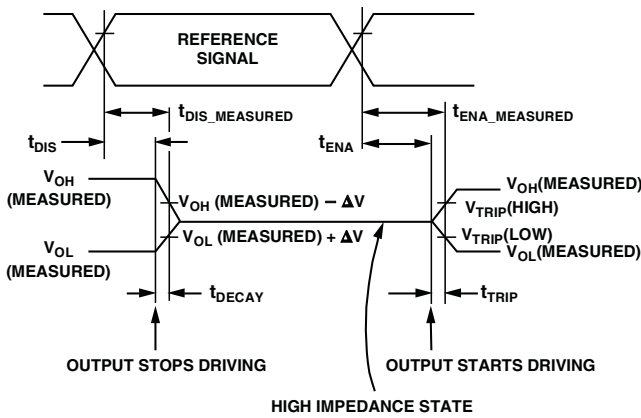 REFERENCE
SIGNAL
tDIS_MEASURED
tENA_MEASURED
tDIS
tENA
VOH
(MEASURED)
VOH (MEASURED) – ΔV
VOH(MEASURED)
VTRIP(HIGH)
VOL
(MEASURED)
VOL (MEASURED) + ΔV
VTRIP(LOW)
VOL(MEASURED)
tDECAY
tTRIP
OUTPUT STOPS DRIVING
OUTPUT STARTS DRIVING
HIGH IMPEDANCE STATE